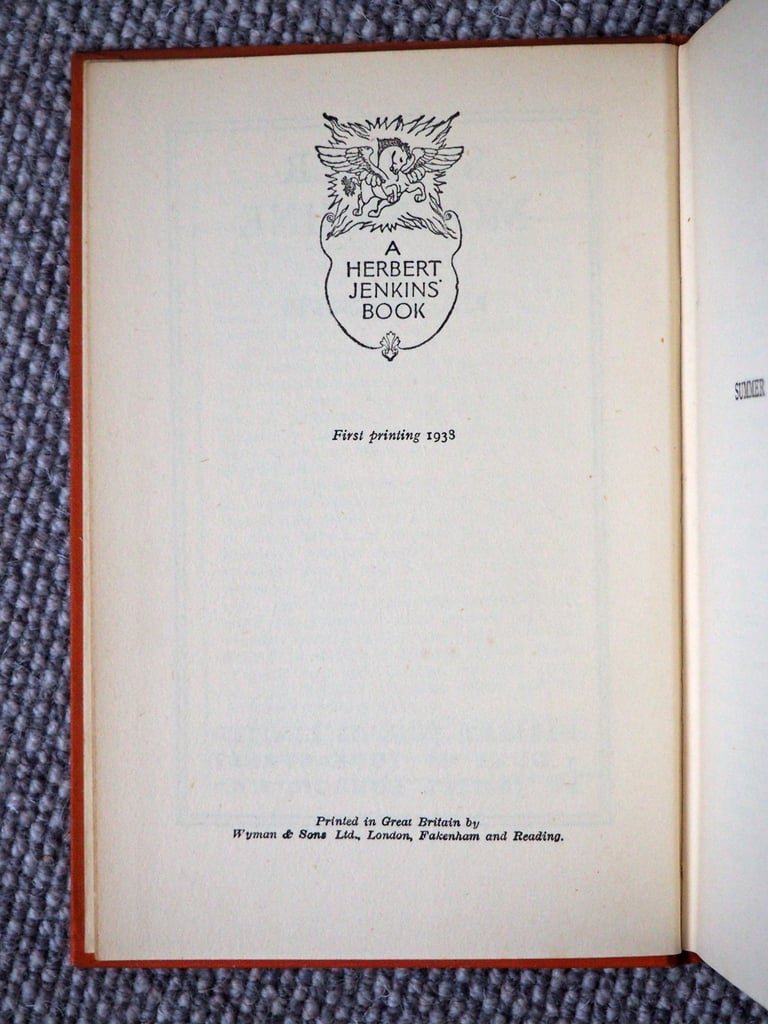 A
HERBERT
JENKINS'
BOOK
First printing 1938
Printed in Great Britain by
Wyman & Sons Ltd., London, Fakenham and Reading.
SUMMER